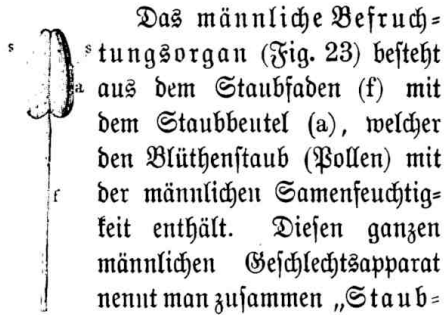 Das männliche Befruch-
s s tungsorgan (Fig. 23) besteht
a aus dem Staubfaden (f) mit
dem Staubbeutel (a), welcher
den Blüthenstaub (Pollen) mit
f der männlichen Samenfeuchtig-
keit enthält. Diesen ganzen
männlichen Geschlechtsapparat
nennt man zusammen „Staub-